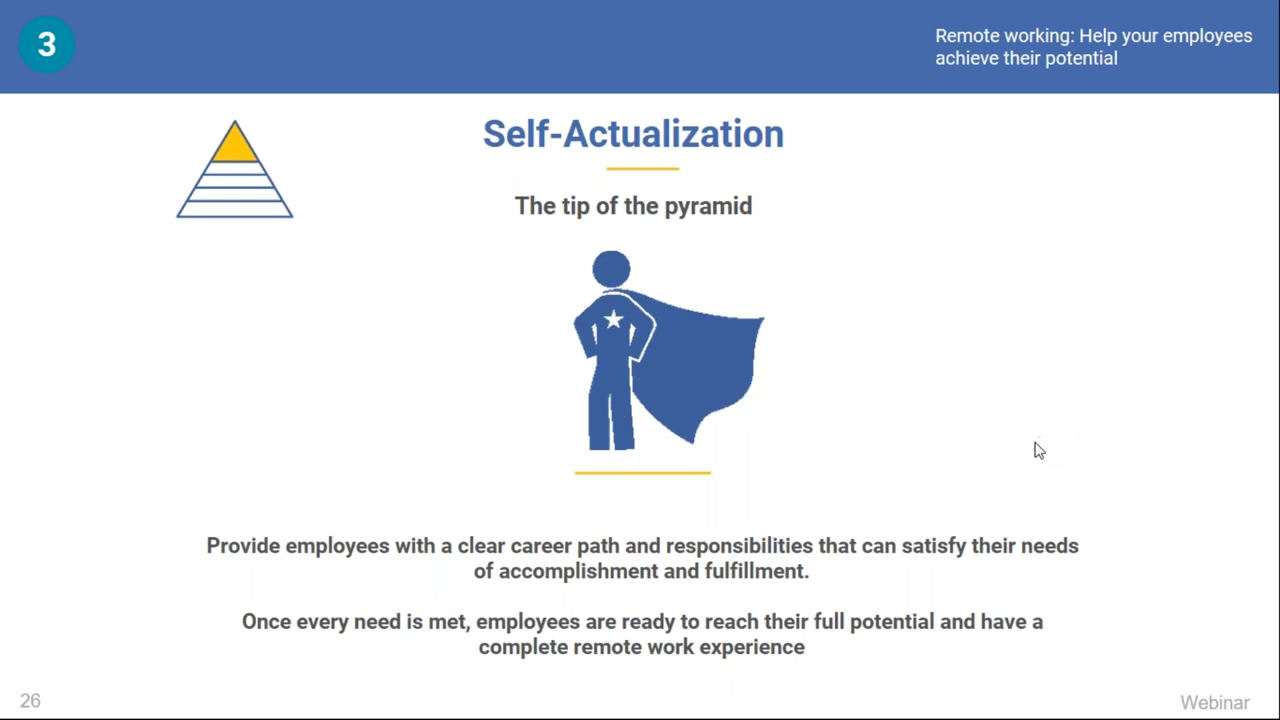 3
Remote working: Help your employees
achieve their potential
Self-Actualization
The tip of the pyramid
Provide employees with a clear career path and responsibilities that can satisfy their needs
of accomplishment and fulfillment.
Once every need is met, employees are ready to reach their full potential and have a
complete remote work experience
26
Webinar